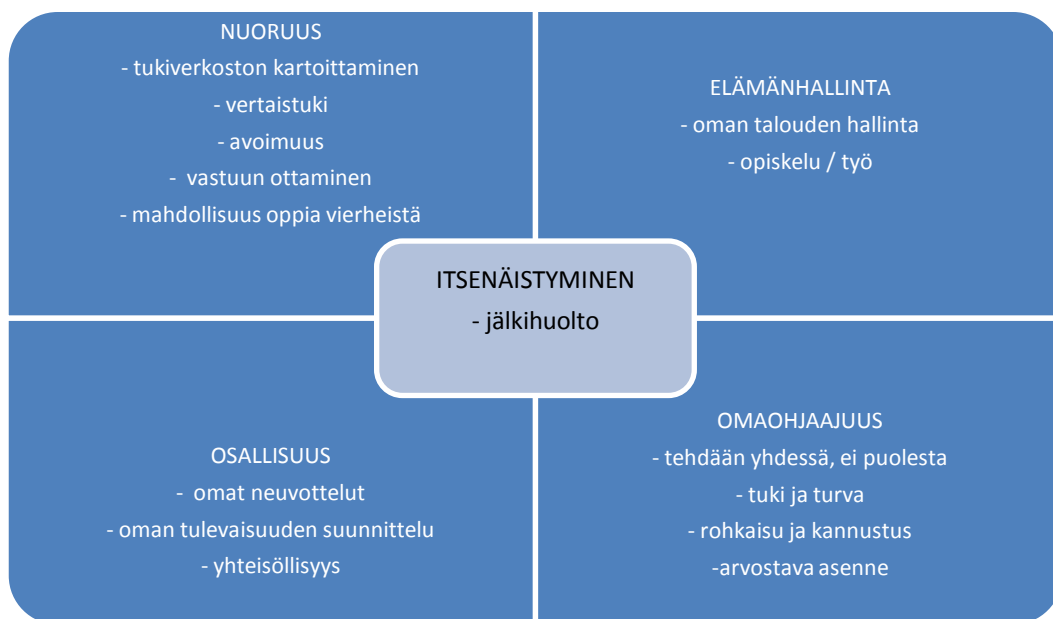 NUORUUS
- tukiverkoston kartoittaminen
- vertaistuki
- avoimuus
- vastuun ottaminen
- mahdollisuus oppia vierheistä
ELÄMÄNHALLINTA
- oman talouden hallinta
- opiskelu / työ
ITSENÄISTYMINEN
- jälkihuolto
OSALLISUUS
- omat neuvottelut
- oman tulevaisuuden suunnittelu
- yhteisöllisyys
OMAOHJAAJUUS
- tehdään yhdessä, ei puolesta
- tuki ja turva
- rohkaisu ja kannustus
-arvostava asenne